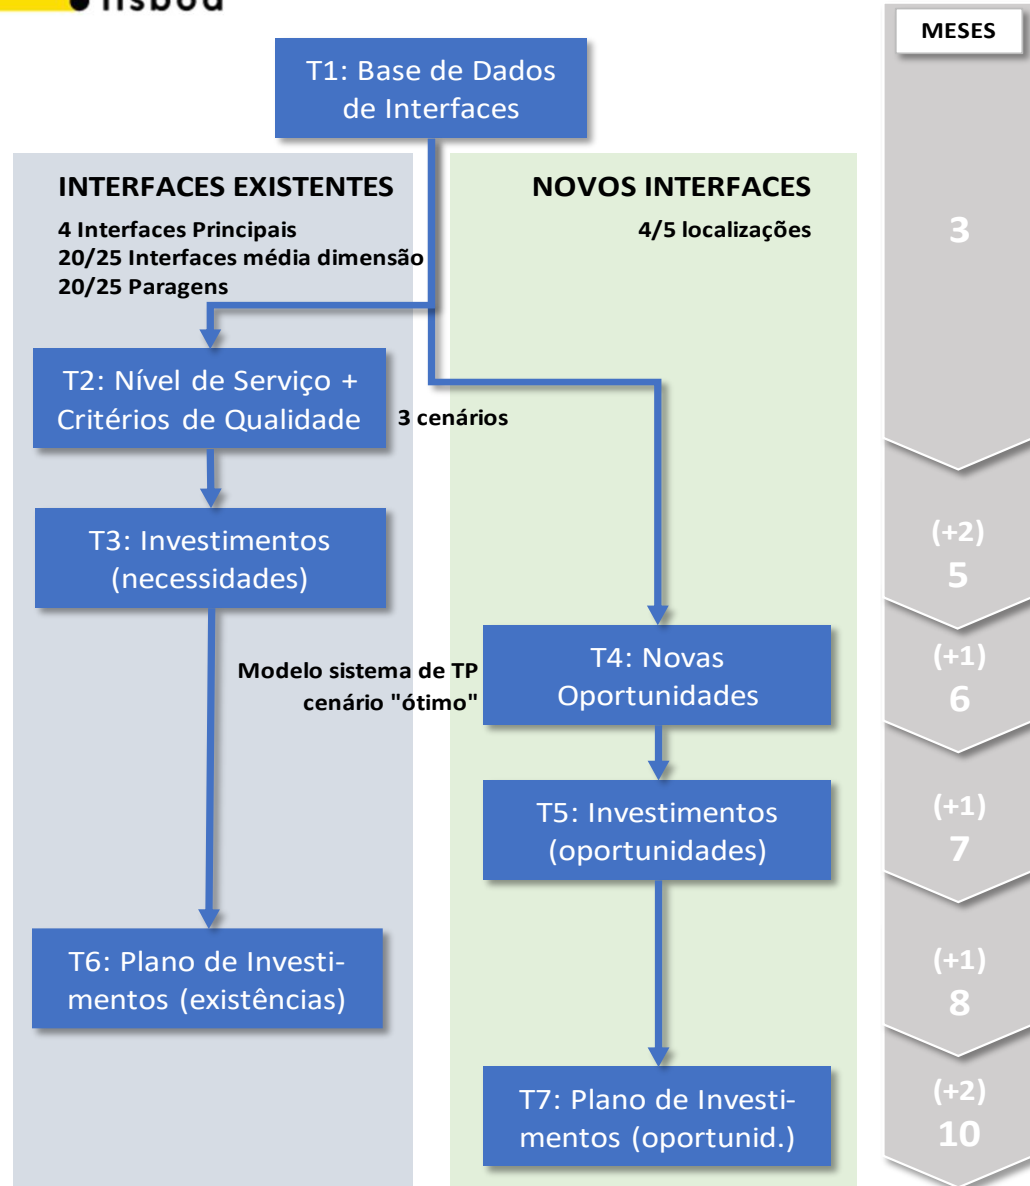 lisboa
MESES
T1: Base de Dados
de Interfaces
INTERFACES EXISTENTES
4 Interfaces Principais
20/25 Interfaces média dimensão
20/25 Paragens
NOVOS INTERFACES
4/5 localizações
3
T2: Nível de Serviço +
Critérios de Qualidade
3 cenários
T3: Investimentos
(necessidades)
(+2)
5
Modelo sistema de TP
cenário "ótimo"
T4: Novas
Oportunidades
(+1)
6
T5: Investimentos
(oportunidades)
(+1)
7
T6: Plano de Investi-
mentos (existências)
(+1)
8
T7: Plano de Investi-
mentos (oportunid.)
(+2)
10